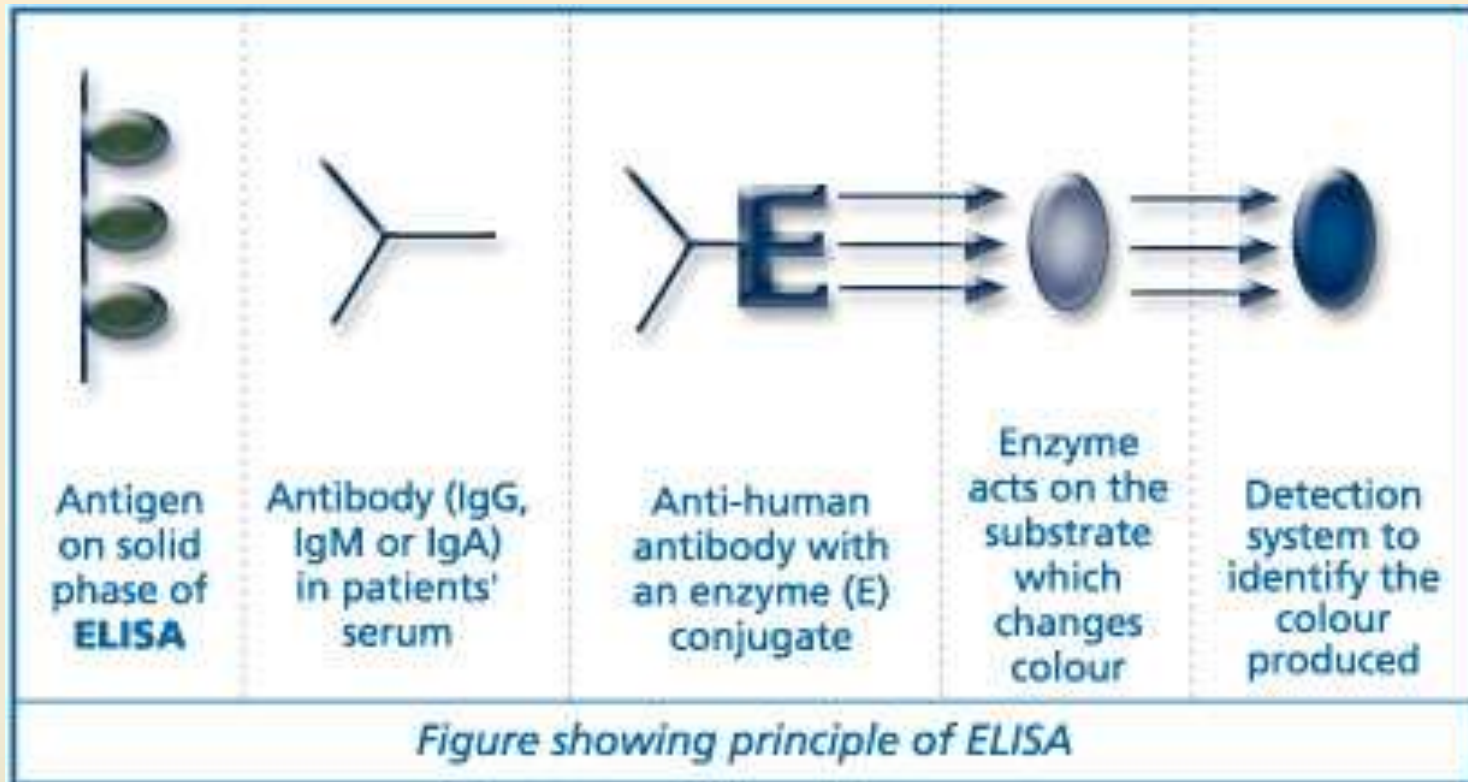 E
Antigen
on solid
phase of
ELISA
Antibody (IgG,
IgM or IgA)
in patients'
serum
Anti-human
antibody with
an enzyme (E)
conjugate
Enzyme
acts on the
substrate
which
changes
colour
Detection
system to
identify the
colour
produced
Figure showing principle of ELISA